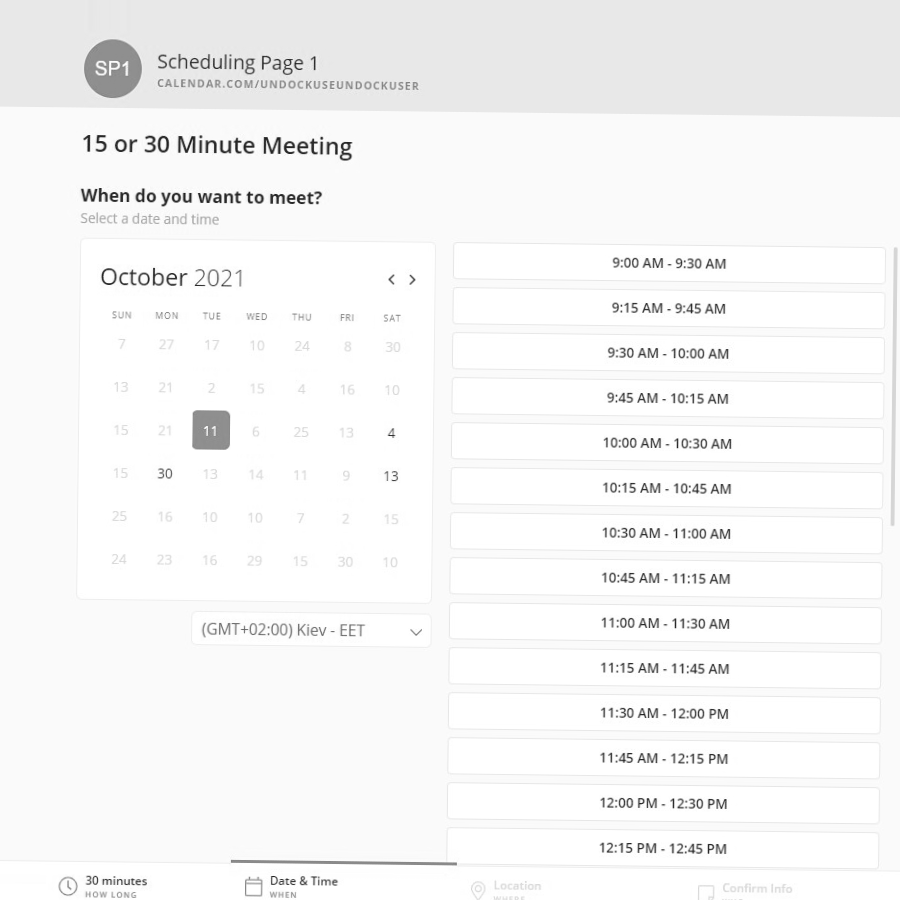 SP1
Scheduling Page 1
CALENDAR.COM/UNDOCKUSEUNDOCKUSER
15 or 30 Minute Meeting
When do you want to meet?
Select a date and time
October 2021
SUN MON TUE WED THU FRI SAT
7 27 17 10 24 8 30
13 21 2 15 4 16 10
15 21 11 6 25 13 4
15 30 13 14 11 9 13
25 16 10 10 7 2 15
24 23 16 29 15 30 10
(GMT+02:00) Kiev - EET
9:00 AM - 9:30 AM
9:15 AM - 9:45 AM
9:30 AM - 10:00 AM
9:45 AM - 10:15 AM
10:00 AM - 10:30 AM
10:15 AM - 10:45 AM
10:30 AM - 11:00 AM
10:45 AM - 11:15 AM
11:00 AM - 11:30 AM
11:15 AM - 11:45 AM
11:30 AM - 12:00 PM
11:45 AM - 12:15 PM
12:00 PM - 12:30 PM
12:15 PM - 12:45 PM
30 minutes
HOW LONG
Date & Time
WHEN
Location
WHERE
Confirm Info